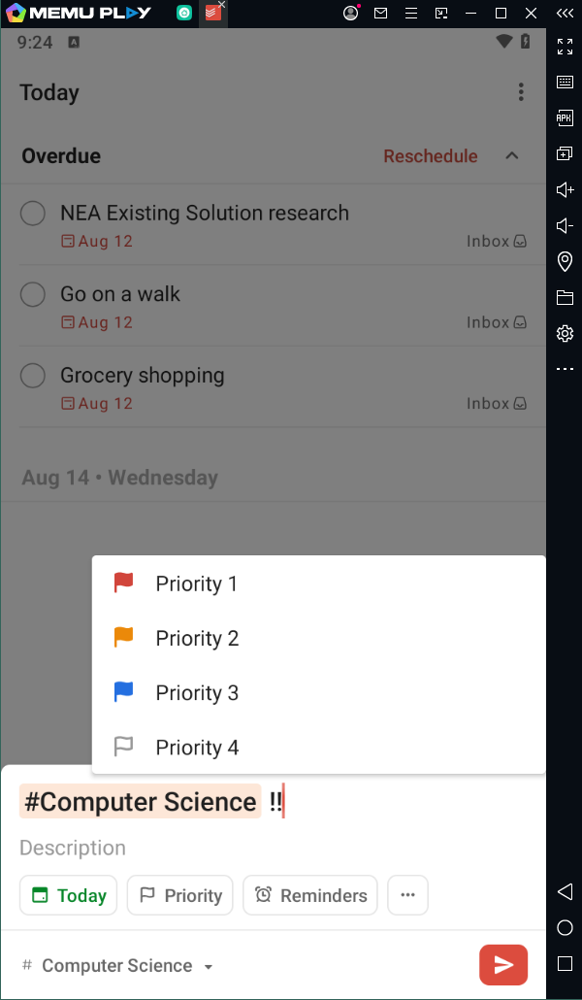 MEMU PLAY
9:24 A
Today
Overdue Reschedule
NEA Existing Solution research
Aug 12 Inbox
Go on a walk
Aug 12 Inbox
Grocery shopping
Aug 12 Inbox
Aug 14 • Wednesday
Priority 1
Priority 2
Priority 3
Priority 4
#Computer Science !!
Description
Today Priority Reminders ...
# Computer Science
APK